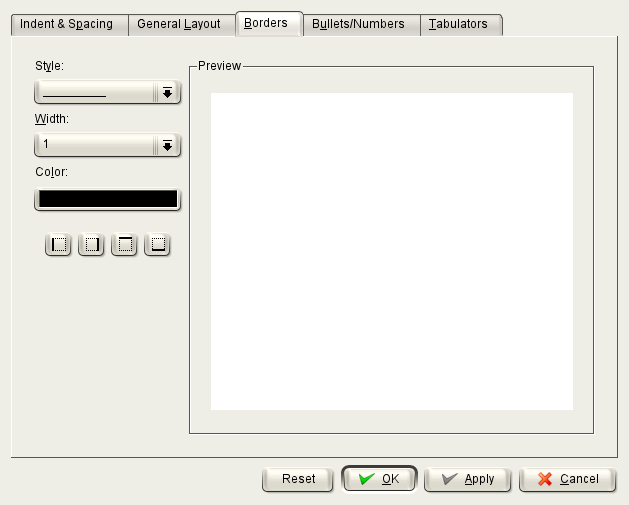 Indent & Spacing General Layout Borders Bullets/Numbers Tabulators
Style:
Preview
Width:
1
Color:
Reset OK Apply Cancel